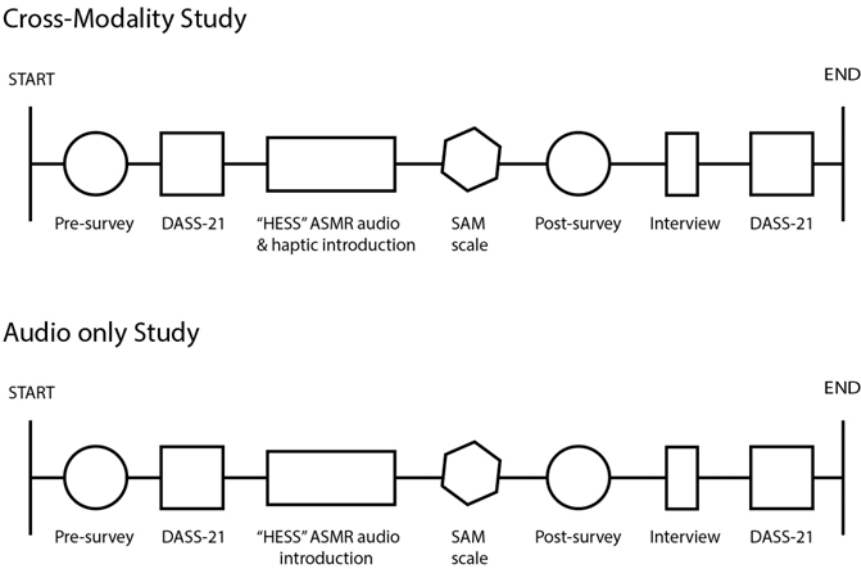 Cross-Modality Study
START
END
Pre-survey
DASS-21
“HESS” ASMR audio
& haptic introduction
SAM
scale
Post-survey
Interview
DASS-21
Audio only Study
START
END
Pre-survey
DASS-21
“HESS” ASMR audio
introduction
SAM
scale
Post-survey
Interview
DASS-21